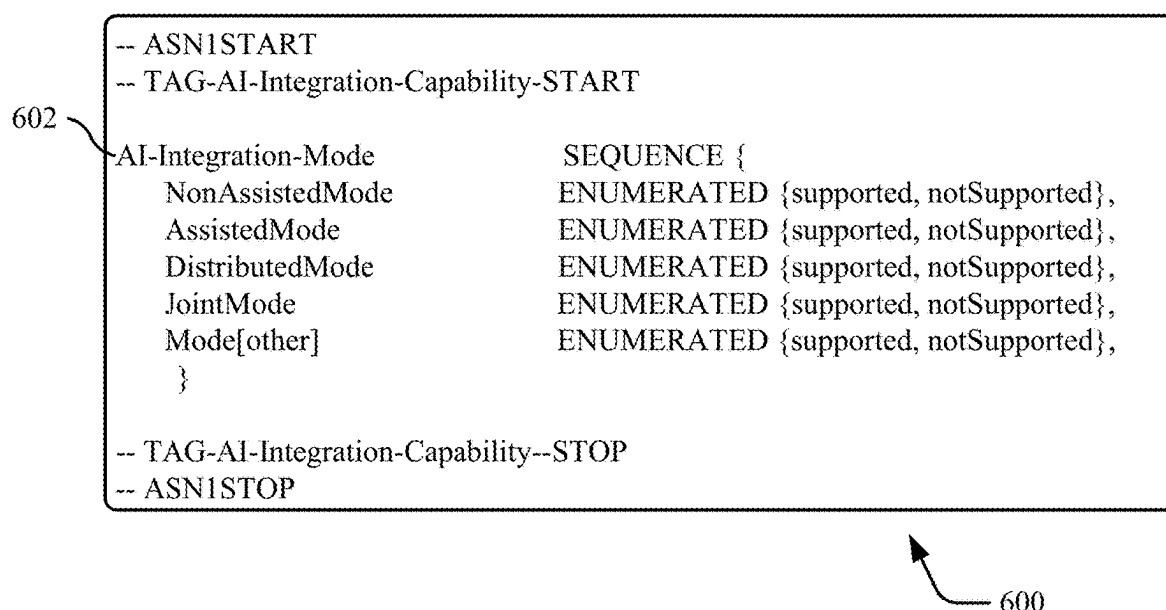 -- ASN1START
-- TAG-AI-Integration-Capability-START
602
AI-Integration-Mode SEQUENCE {
NonAssistedMode ENUMERATED {supported, notSupported},
AssistedMode ENUMERATED {supported, notSupported},
DistributedMode ENUMERATED {supported, notSupported},
JointMode ENUMERATED {supported, notSupported},
Mode[other] ENUMERATED {supported, notSupported},
}
-- TAG-AI-Integration-Capability--STOP
-- ASN1STOP
600